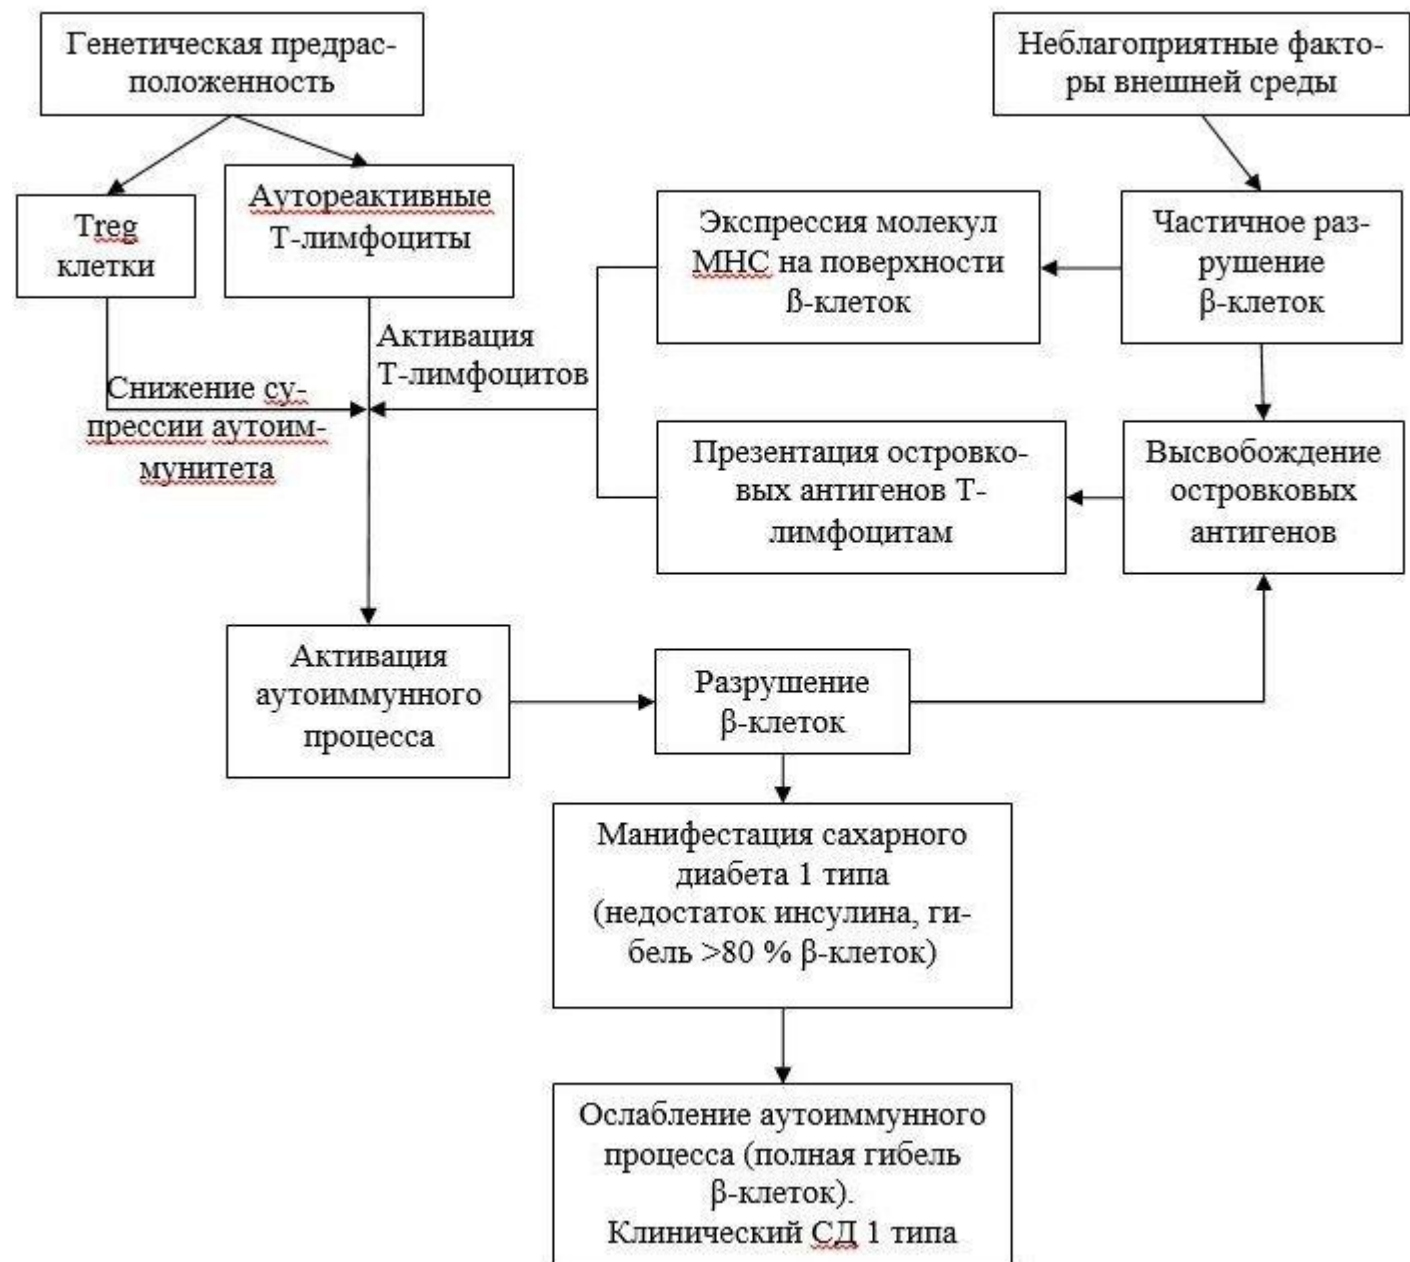 Генетическая предрас-
положенность
Неблагоприятные факто-
ры внешней среды
Treg
клетки
Аутореактивные
Т-лимфоциты
Экспрессия молекул
МНС на поверхности
ß-клеток
Частичное раз-
рушение
β-клеток
Активация
Т-лимфоцитов
Снижение су-
прессии аутоим-
мунитета
Презентация островко-
вых антигенов Т-
лимфоцитам
Высвобождение
островковых
антигенов
Активация
аутоиммунного
процесса
Разрушение
β-клеток
Манифестация сахарного
диабета 1 типа
(недостаток инсулина, ги-
бель >80 % β-клеток)
Ослабление аутоиммунного
процесса (полная гибель
β-клеток).
Клинический СД 1 типа